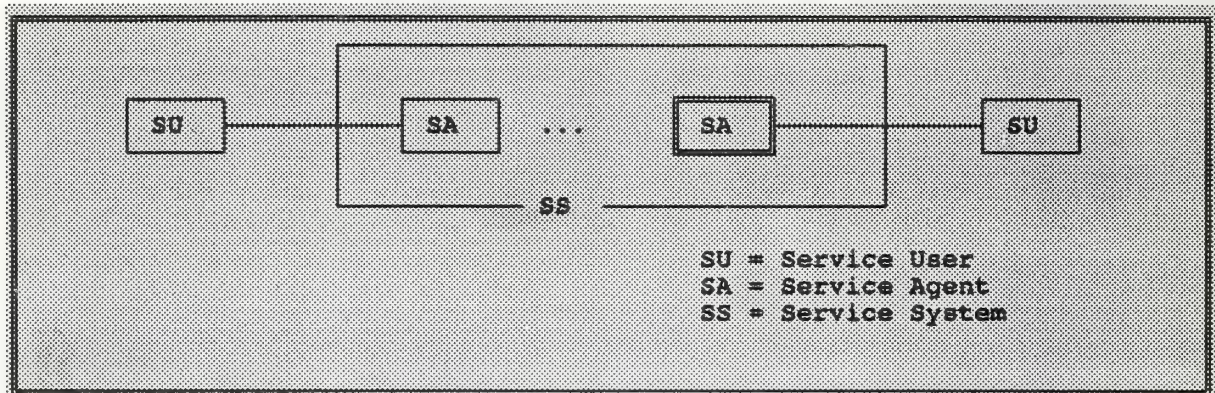 SU SA ... SA SU
SS
SU = Service User
SA = Service Agent
SS = Service System